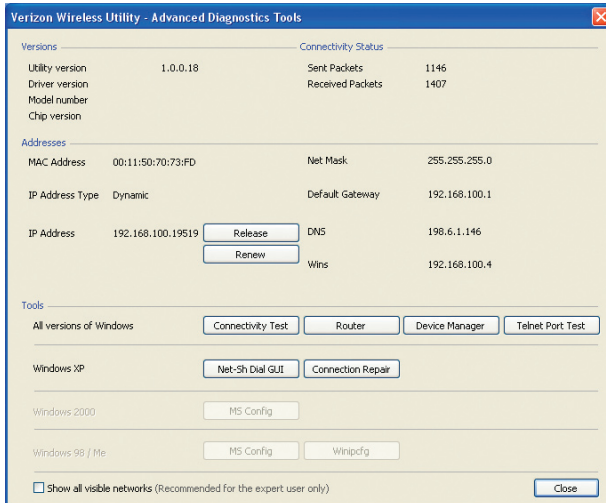 Verizon Wireless Utility - Advanced Diagnostics Tools
Versions
Connectivity Status
Utility version 1.0.0.18
Sent Packets 1146
Driver version
Received Packets 1407
Model number
Chip version
Addresses
MAC Address 00:11:50:70:73:FD
Net Mask 255.255.255.0
IP Address Type Dynamic
Default Gateway 192.168.100.1
IP Address 192.168.100.19519 Release
DNS 198.6.1.146
Renew
Wins 192.168.100.4
Tools
All versions of Windows Connectivity Test Router Device Manager Telnet Port Test
Windows XP Net-Sh Dial GUI Connection Repair
Windows 2000 MS Config
Windows 98 / Me MS Config Winipcfg
Show all visible networks (Recommended for the expert user only) Close